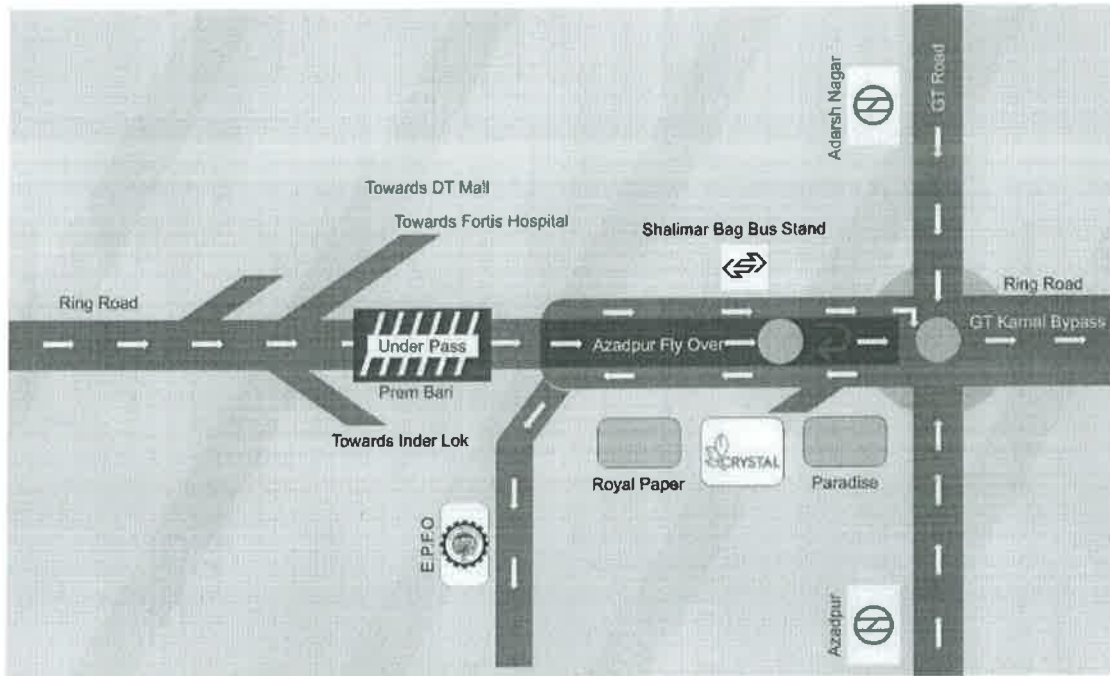 Adarsh Nagar
GT Road
Towards DT Mall
Towards Fortis Hospital
Shalimar Bag Bus Stand
Ring Road
Ring Road
GT Karnal Bypass
Under Pass
Azadpur Fly Over
Prem Bari
Towards Inder Lok
CRYSTAL
Royal Paper
Paradise
E.P.F.O
Azadpur